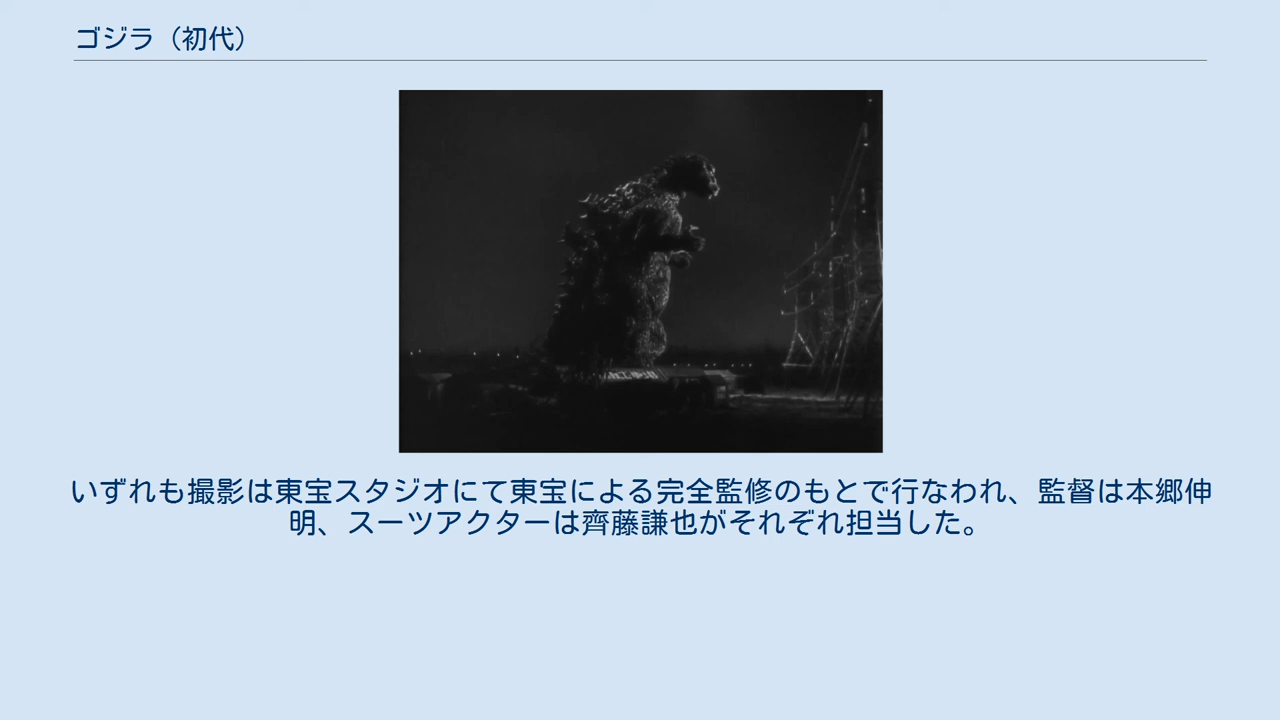 ゴジラ（初代）
いずれも撮影は東宝スタジオにて東宝による完全監修のもとで行なわれ、監督は本郷伸
明、スーツアクターは齊藤謙也がそれぞれ担当した。